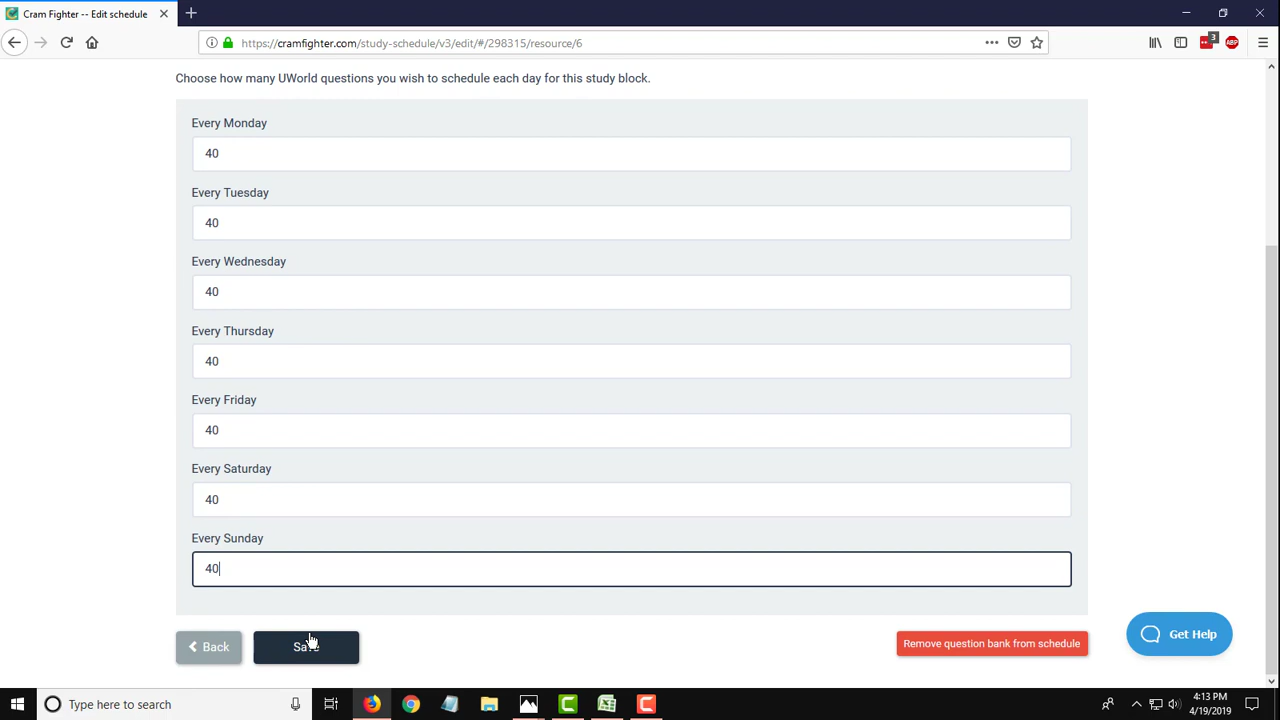 Cram Fighter -- Edit schedule
https://cramfighter.com/study-schedule/v3/edit/#/298315/resource/6
3
ABP
Choose how many UWorld questions you wish to schedule each day for this study block.
Every Monday
40
Every Tuesday
40
Every Wednesday
40
Every Thursday
40
Every Friday
40
Every Saturday
40
Every Sunday
40
Back
Save
Remove question bank from schedule
Get Help
Type here to search
4:13 PM
4/19/2019